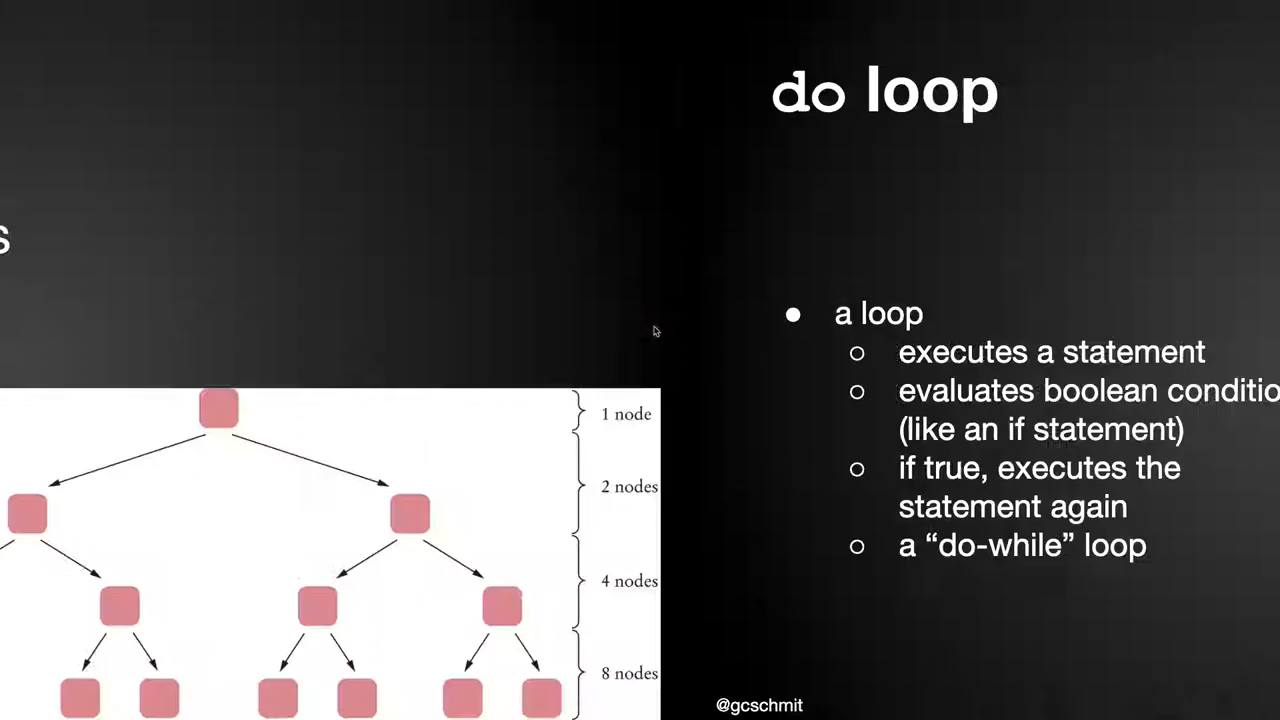 s
1 node
2 nodes
4 nodes
8 nodes
do loop
a loop
executes a statement
evaluates boolean conditio
(like an if statement)
if true, executes the
statement again
a “do-while” loop
@gcschmit